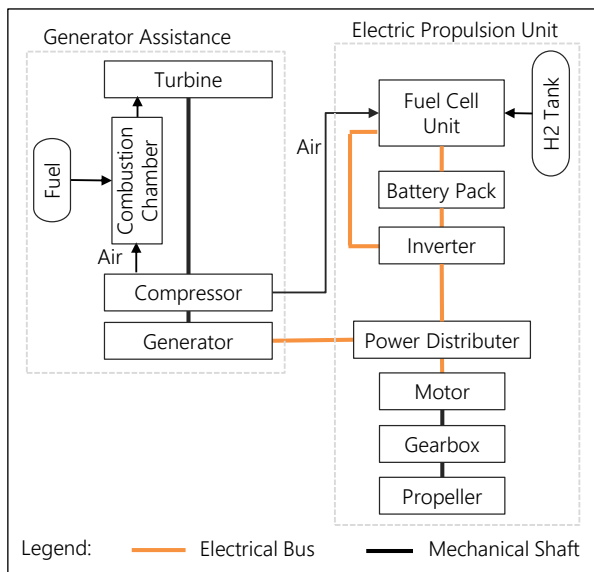 Generator Assistance
Electric Propulsion Unit
Turbine
Fuel Cell
Unit
H2 Tank
Air
Fuel
Combustion
Chamber
Battery Pack
Air
Inverter
Compressor
Generator
Power Distributer
Motor
Gearbox
Propeller
Legend:
Electrical Bus
Mechanical Shaft